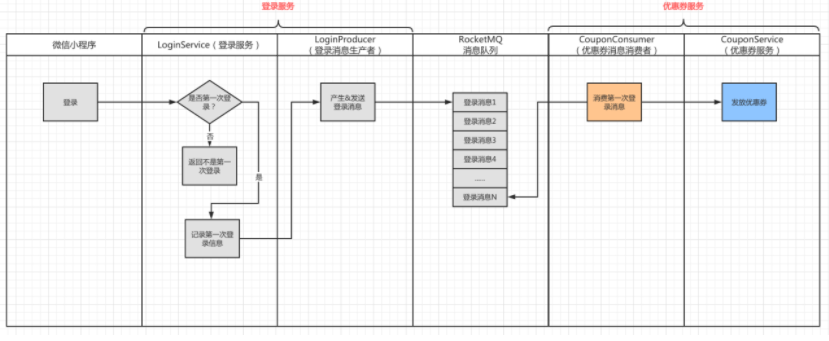 登录服务
优惠券服务
微信小程序
LoginService（登录服务）
LoginProducer
（登录消息生产者）
RocketMQ
消息队列
CouponConsumer
（优惠券消息消费者）
CouponService
（优惠券服务）
登录
是否第一次登
录？
否
返回不是第一
次登录
是
记录第一次登
录信息
产生&发送
登录消息
登录消息1
登录消息2
登录消息3
登录消息4
......
登录消息N
消费第一次登
录消息
发放优惠券